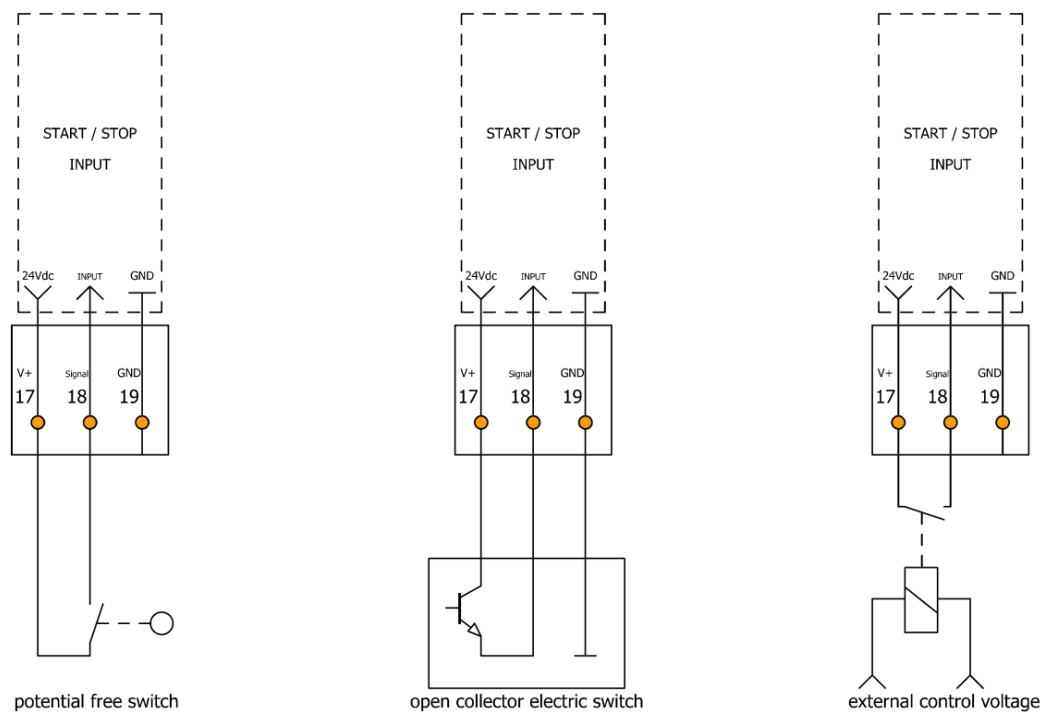 START / STOP
INPUT
24Vdc INPUT GND
V+ Signal GND
17 18 19
potential free switch
START / STOP
INPUT
24Vdc INPUT GND
V+ Signal GND
17 18 19
open collector electric switch
START / STOP
INPUT
24Vdc INPUT GND
V+ Signal GND
17 18 19
external control voltage